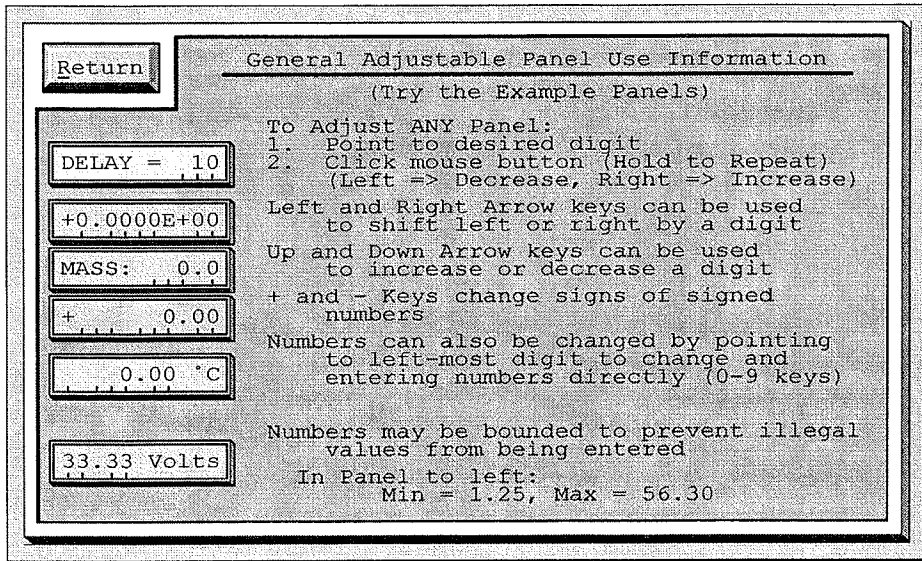 Return
General Adjustable Panel Use Information
(Try the Example Panels)
To Adjust ANY Panel:
1. Point to desired digit
2. Click mouse button (Hold to Repeat)
(Left => Decrease, Right => Increase)
Left and Right Arrow keys can be used
to shift left or right by a digit
Up and Down Arrow keys can be used
to increase or decrease a digit
+ and - Keys change signs of signed
numbers
Numbers can also be changed by pointing
to left-most digit to change and
entering numbers directly (0-9 keys)
Numbers may be bounded to prevent illegal
values from being entered
In Panel to left:
Min = 1.25, Max = 56.30
DELAY = 10
+0.0000E+00
MASS: 0.0
+ 0.00
0.00 °C
33.33 Volts